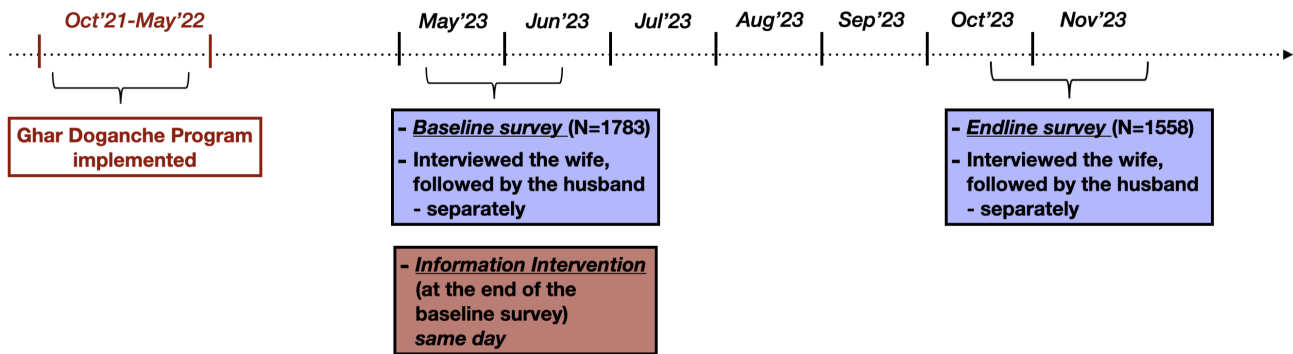 Oct'21-May'22
May'23
Jun'23
Jul'23
Aug'23
Sep'23
Oct'23
Nov'23
Ghar Doganche Program
implemented
- Baseline survey (N=1783)
- Interviewed the wife,
followed by the husband
- separately
- Endline survey (N=1558)
- Interviewed the wife,
followed by the husband
- separately
- Information Intervention
(at the end of the
baseline survey)
same day